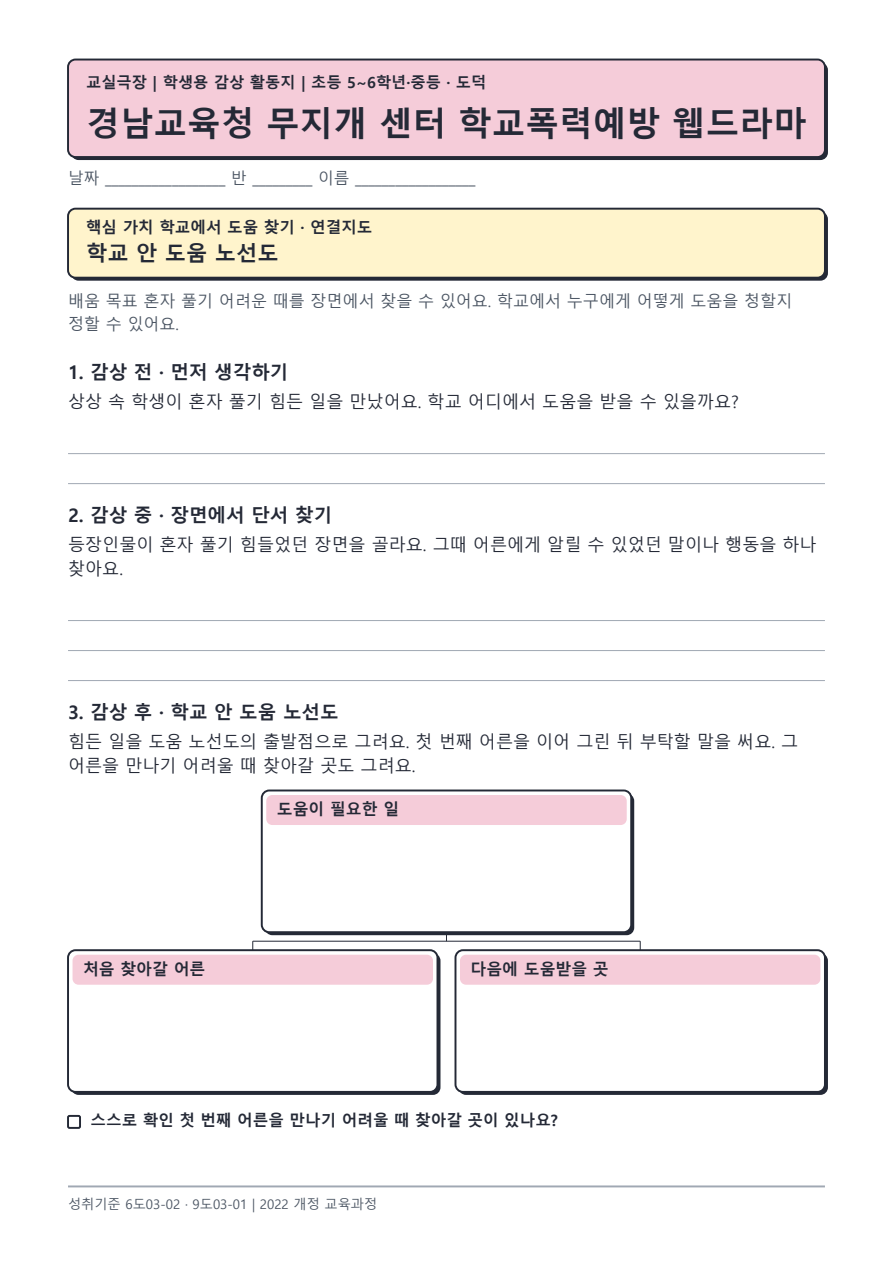 교실극장 | 학생용 감상 활동지 | 초등 5~6학년·중등 · 도덕
경남교육청 무지개 센터 학교폭력예방 웹드라마
날짜 ______________ 반 _______ 이름 ______________
핵심 가치 학교에서 도움 찾기 · 연결지도
학교 안 도움 노선도
배움 목표 혼자 풀기 어려운 때를 장면에서 찾을 수 있어요. 학교에서 누구에게 어떻게 도움을 청할지
정할 수 있어요.
1. 감상 전 · 먼저 생각하기
상상 속 학생이 혼자 풀기 힘든 일을 만났어요. 학교 어디에서 도움을 받을 수 있을까요?
2. 감상 중 · 장면에서 단서 찾기
등장인물이 혼자 풀기 힘들었던 장면을 골라요. 그때 어른에게 알릴 수 있었던 말이나 행동을 하나
찾아요.
3. 감상 후 · 학교 안 도움 노선도
힘든 일을 도움 노선도의 출발점으로 그려요. 첫 번째 어른을 이어 그린 뒤 부탁할 말을 써요. 그
어른을 만나기 어려울 때 찾아갈 곳도 그려요.
도움이 필요한 일
처음 찾아갈 어른
다음에 도움받을 곳
스스로 확인 첫 번째 어른을 만나기 어려울 때 찾아갈 곳이 있나요?
성취기준 6도03-02 · 9도03-01 | 2022 개정 교육과정